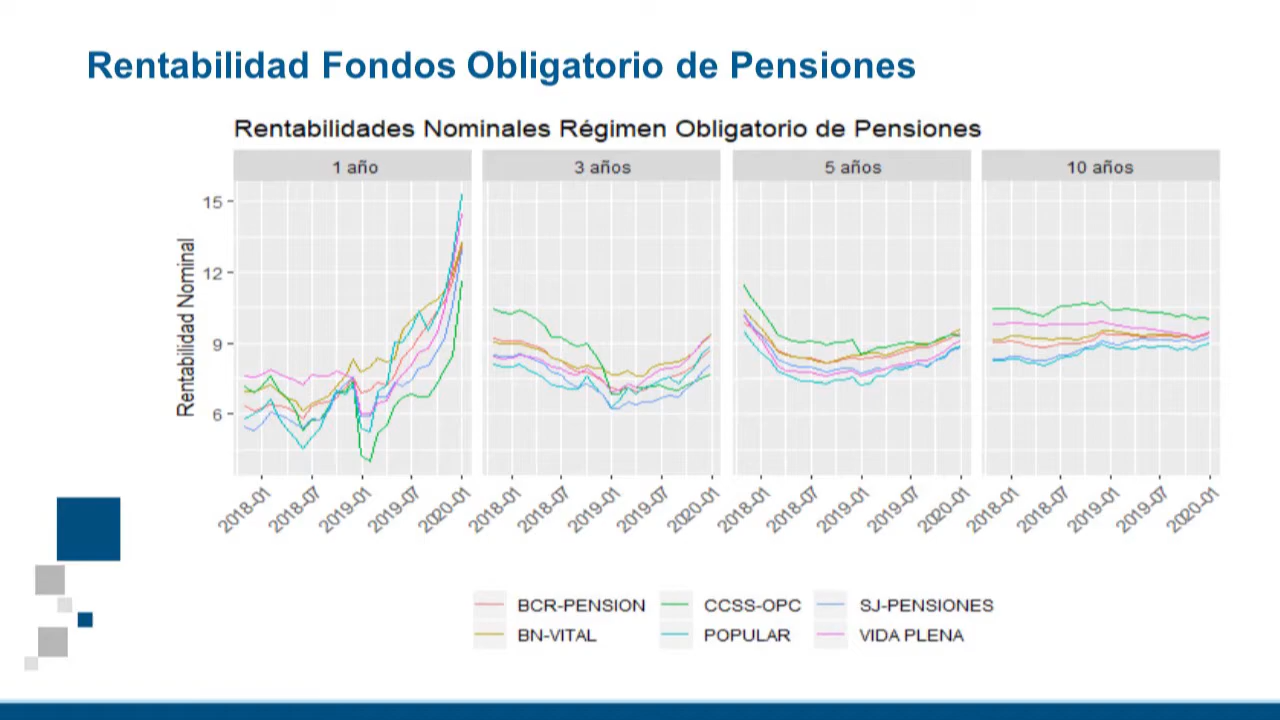 Rentabilidad Fondos Obligatorio de Pensiones
Rentabilidades Nominales Régimen Obligatorio de Pensiones
1 año 3 años 5 años 10 años
Rentabilidad Nominal
15
12
9
6
2018-01 2018-07 2019-01 2019-07 2020-01 2018-01 2018-07 2019-01 2019-07 2020-01 2018-01 2018-07 2019-01 2019-07 2020-01 2018-01 2018-07 2019-01 2019-07 2020-01
BCR-PENSION CCSS-OPC SJ-PENSIONES
BN-VITAL POPULAR VIDA PLENA